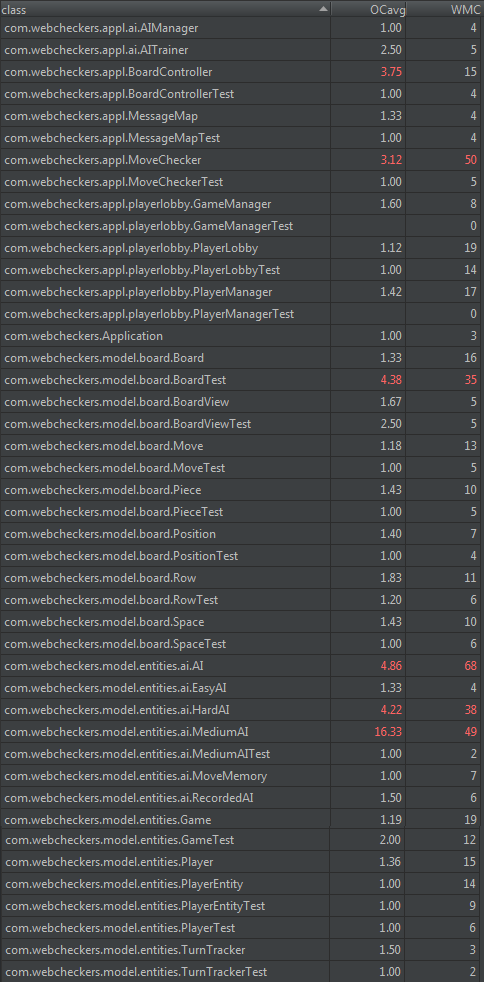 class OCavg WMC
com.webcheckers.appl.ai.AIManager 1.00 4
com.webcheckers.appl.ai.AITrainer 2.50 5
com.webcheckers.appl.BoardController 3.75 15
com.webcheckers.appl.BoardControllerTest 1.00 4
com.webcheckers.appl.MessageMap 1.33 4
com.webcheckers.appl.MessageMapTest 1.00 4
com.webcheckers.appl.MoveChecker 3.12 50
com.webcheckers.appl.MoveCheckerTest 1.00 5
com.webcheckers.appl.playerlobby.GameManager 1.60 8
com.webcheckers.appl.playerlobby.GameManagerTest 0
com.webcheckers.appl.playerlobby.PlayerLobby 1.12 19
com.webcheckers.appl.playerlobby.PlayerLobbyTest 1.00 14
com.webcheckers.appl.playerlobby.PlayerManager 1.42 17
com.webcheckers.appl.playerlobby.PlayerManagerTest 0
com.webcheckers.Application 1.00 3
com.webcheckers.model.board.Board 1.33 16
com.webcheckers.model.board.BoardTest 4.38 35
com.webcheckers.model.board.BoardView 1.67 5
com.webcheckers.model.board.BoardViewTest 2.50 5
com.webcheckers.model.board.Move 1.18 13
com.webcheckers.model.board.MoveTest 1.00 5
com.webcheckers.model.board.Piece 1.43 10
com.webcheckers.model.board.PieceTest 1.00 5
com.webcheckers.model.board.Position 1.40 7
com.webcheckers.model.board.PositionTest 1.00 4
com.webcheckers.model.board.Row 1.83 11
com.webcheckers.model.board.RowTest 1.20 6
com.webcheckers.model.board.Space 1.43 10
com.webcheckers.model.board.SpaceTest 1.00 6
com.webcheckers.model.entities.ai.AI 4.86 68
com.webcheckers.model.entities.ai.EasyAI 1.33 4
com.webcheckers.model.entities.ai.HardAI 4.22 38
com.webcheckers.model.entities.ai.MediumAI 16.33 49
com.webcheckers.model.entities.ai.MediumAITest 1.00 2
com.webcheckers.model.entities.ai.MoveMemory 1.00 7
com.webcheckers.model.entities.ai.RecordedAI 1.50 6
com.webcheckers.model.entities.Game 1.19 19
com.webcheckers.model.entities.GameTest 2.00 12
com.webcheckers.model.entities.Player 1.36 15
com.webcheckers.model.entities.PlayerEntity 1.00 14
com.webcheckers.model.entities.PlayerEntityTest 1.00 9
com.webcheckers.model.entities.PlayerTest 1.00 6
com.webcheckers.model.entities.TurnTracker 1.50 3
com.webcheckers.model.entities.TurnTrackerTest 1.00 2